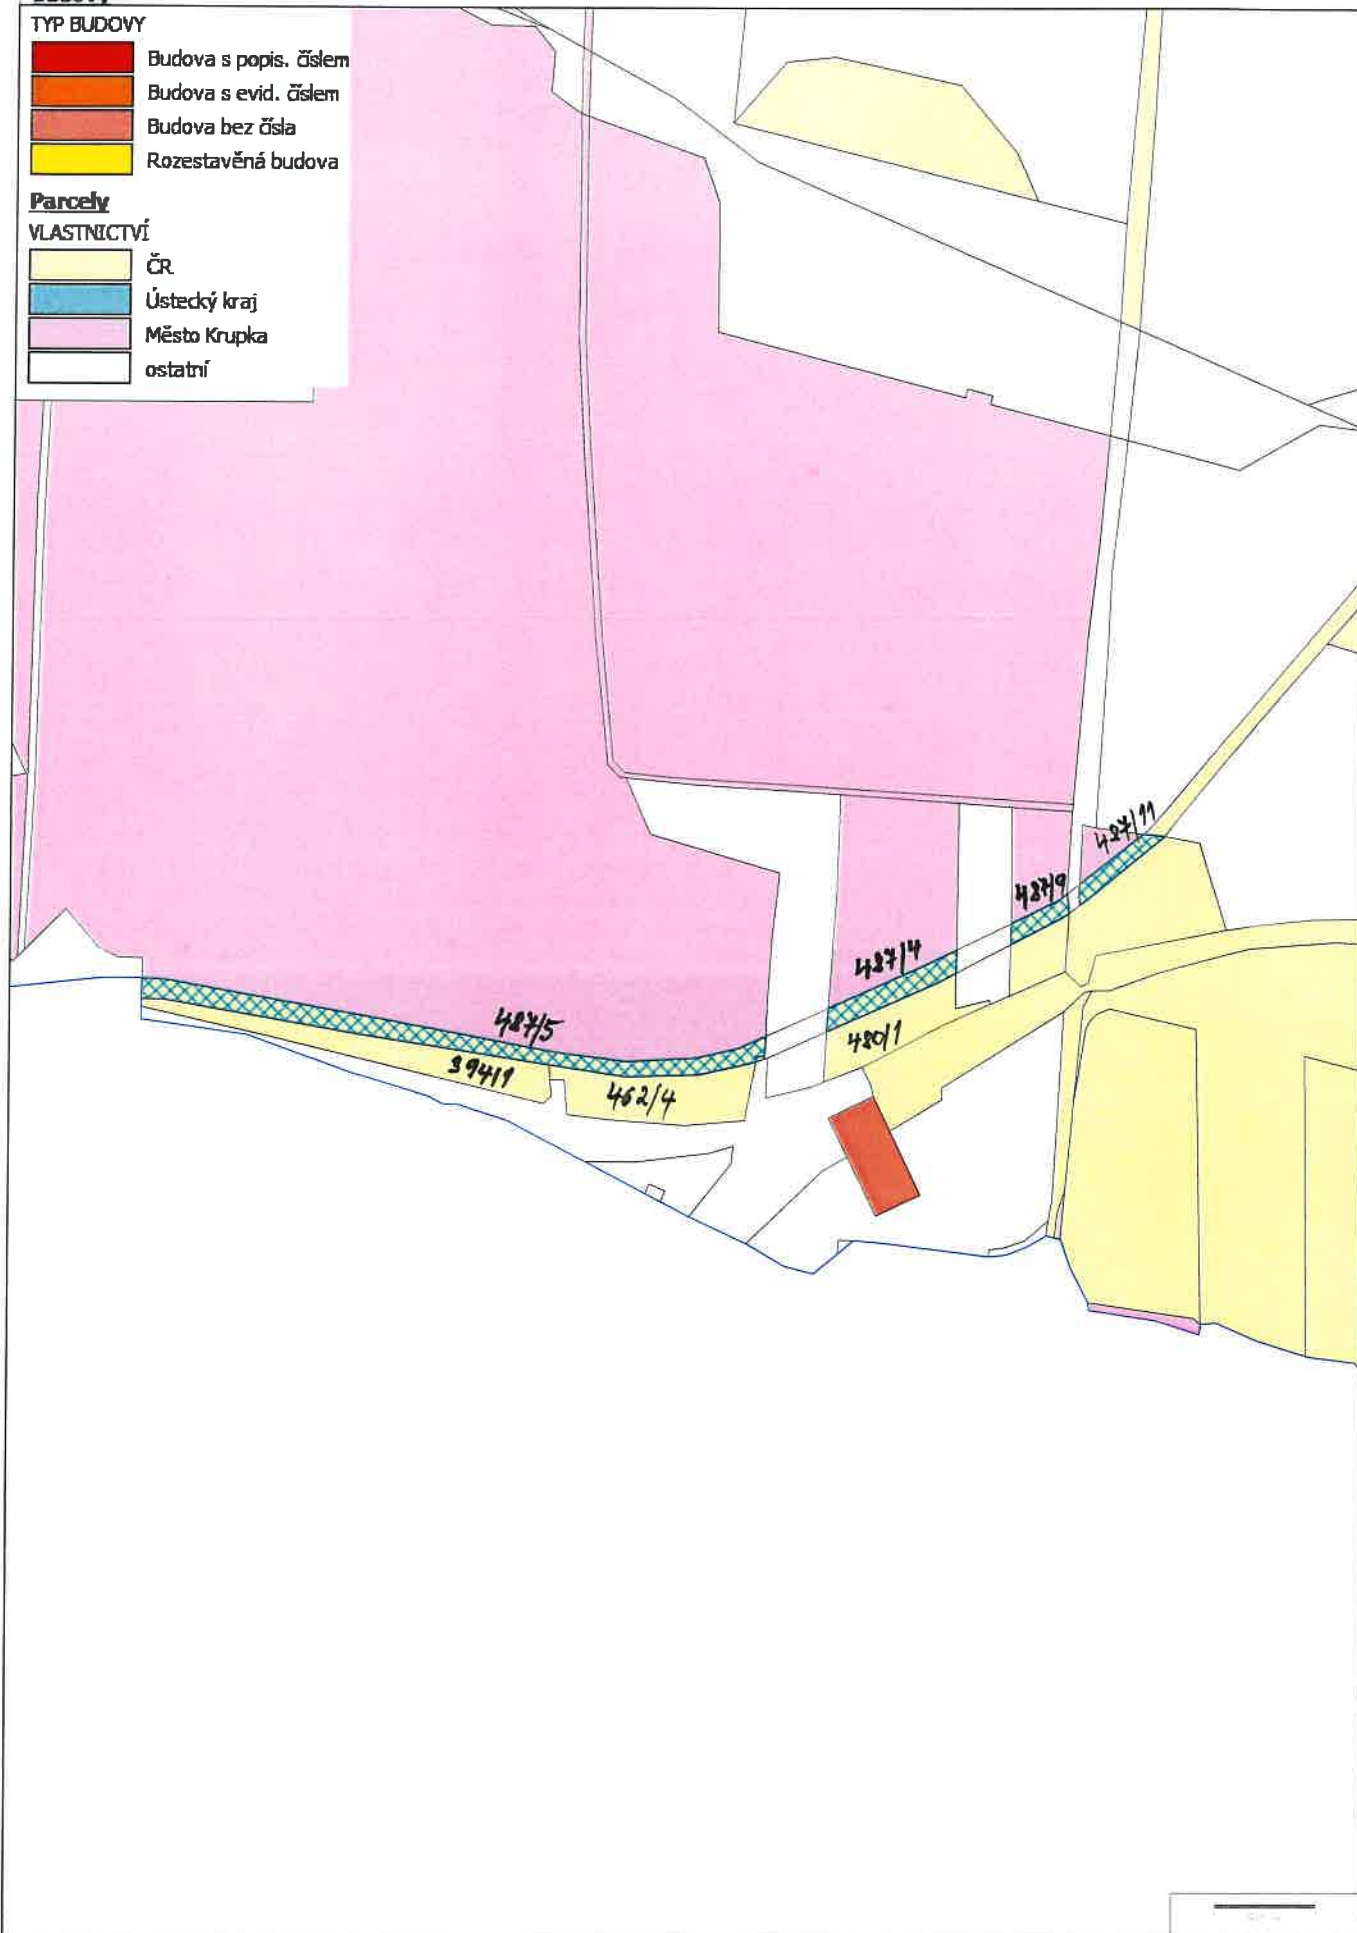 TYP BUDOVY
Budova s popis. číslem
Budova s evid. číslem
Budova bez čísla
Rozestavěná budova
Parcely
VLASTNICTVÍ
ČR
Ústecký kraj
Město Krupka
ostatní
487/11
487/9
487/4
480/1
487/5
394/1
462/4